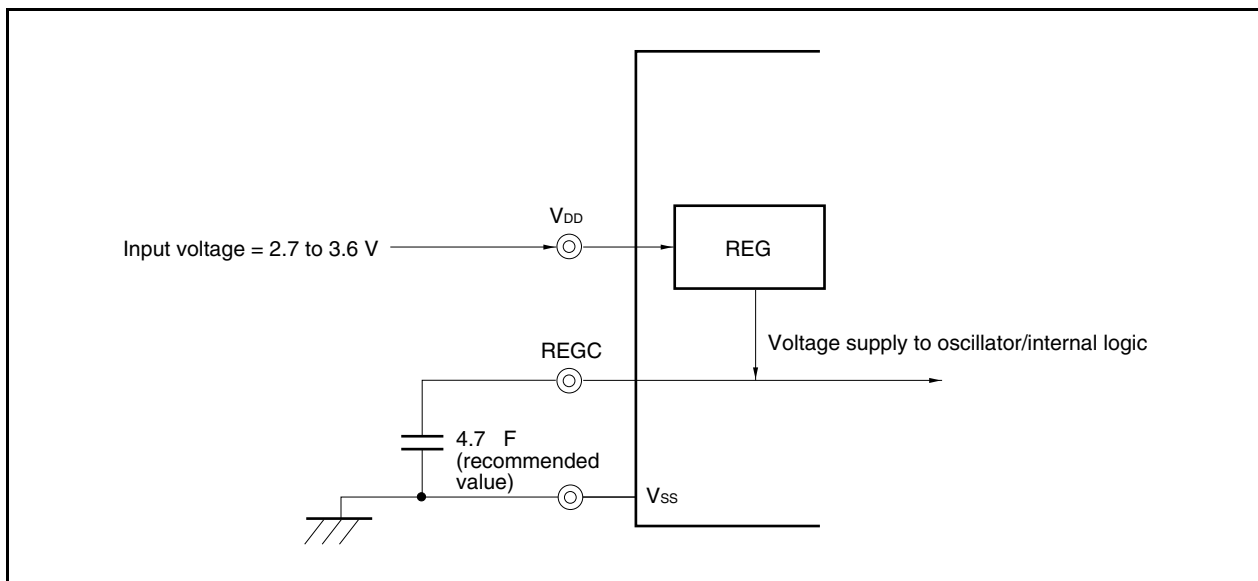 VDD
Input voltage = 2.7 to 3.6 V
REG
Voltage supply to oscillator/internal logic
REGC
4.7 F
(recommended
value)
VSS